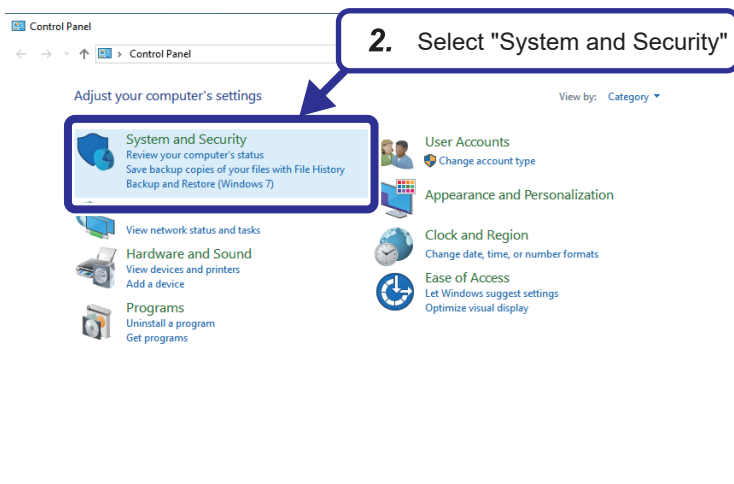 Control Panel
2. Select "System and Security"
Control Panel
Adjust your computer's settings
View by: Category
System and Security
Review your computer's status
Save backup copies of your files with File History
Backup and Restore (Windows 7)
View network status and tasks
Hardware and Sound
View devices and printers
Add a device
Programs
Uninstall a program
Get programs
User Accounts
Change account type
Appearance and Personalization
Clock and Region
Change date, time, or number formats
Ease of Access
Let Windows suggest settings
Optimize visual display